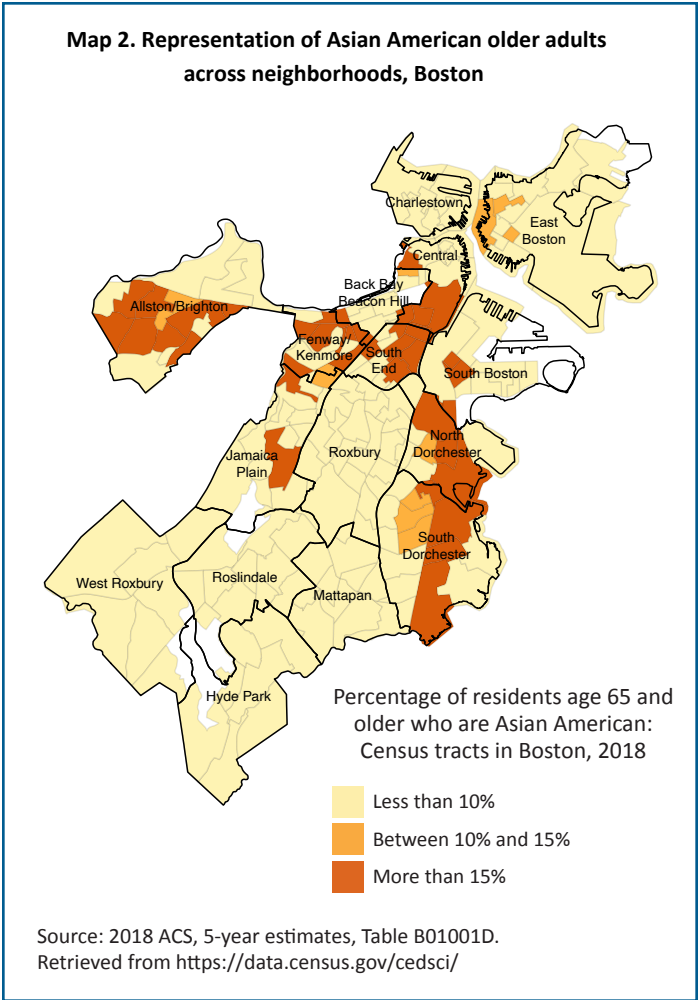 Map 2. Representation of Asian American older adults
across neighborhoods, Boston
Charlestown
East
Boston
Central
Back Bay
Beacon Hill
Allston/Brighton
Fenway/
Kenmore
South
End
South Boston
North
Dorchester
Jamaica
Plain
Roxbury
South
Dorchester
West Roxbury
Roslindale
Mattapan
Hyde Park
Percentage of residents age 65 and
older who are Asian American:
Census tracts in Boston, 2018
Less than 10%
Between 10% and 15%
More than 15%
Source: 2018 ACS, 5-year estimates, Table B01001D.
Retrieved from https://data.census.gov/cedsci/